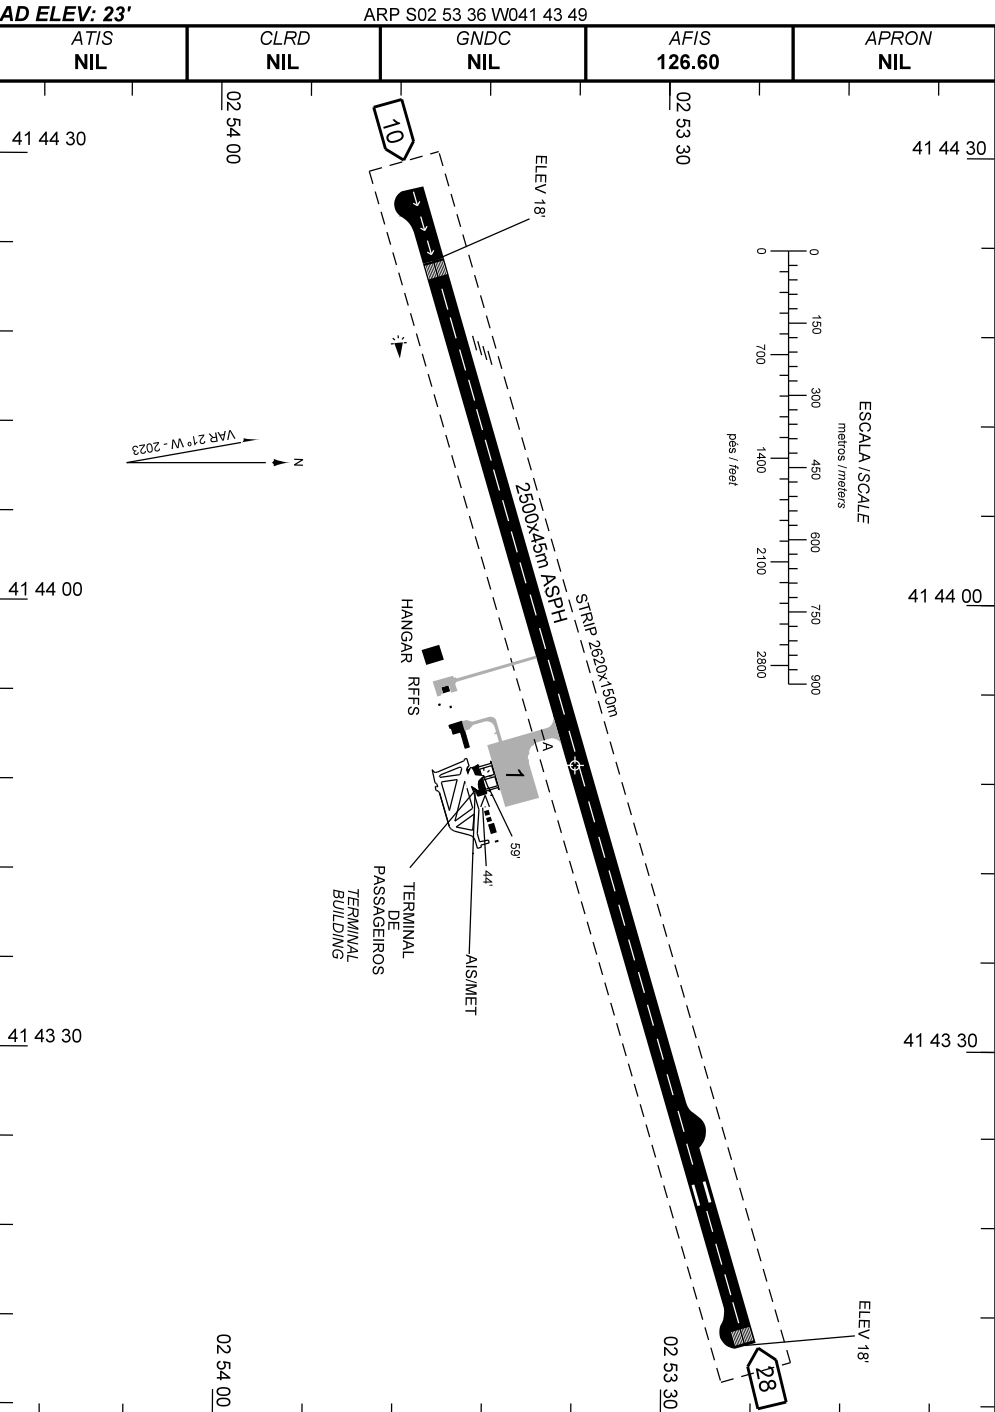 AD ELEV: 23'
ARP S02 53 36 W041 43 49
ATIS
NIL
CLRD
NIL
GNDC
NIL
AFIS
126.60
APRON
NIL
02 54 00
02 53 30
41 44 30
41 44 30
10
ELEV 18'
0
0
150
700
300
1400
450
600
2100
750
2800
900
ESCALA / SCALE
metros / meters
pés / feet
VAR 21° W - 2023
N
2500x45m ASPH
STRIP 2620x150m
41 44 00
41 44 00
HANGAR
RFFS
A
1
59'
44'
TERMINAL
DE
PASSAGEIROS
TERMINAL
BUILDING
AIS/MET
41 43 30
41 43 30
ELEV 18'
28
02 54 00
02 53 30